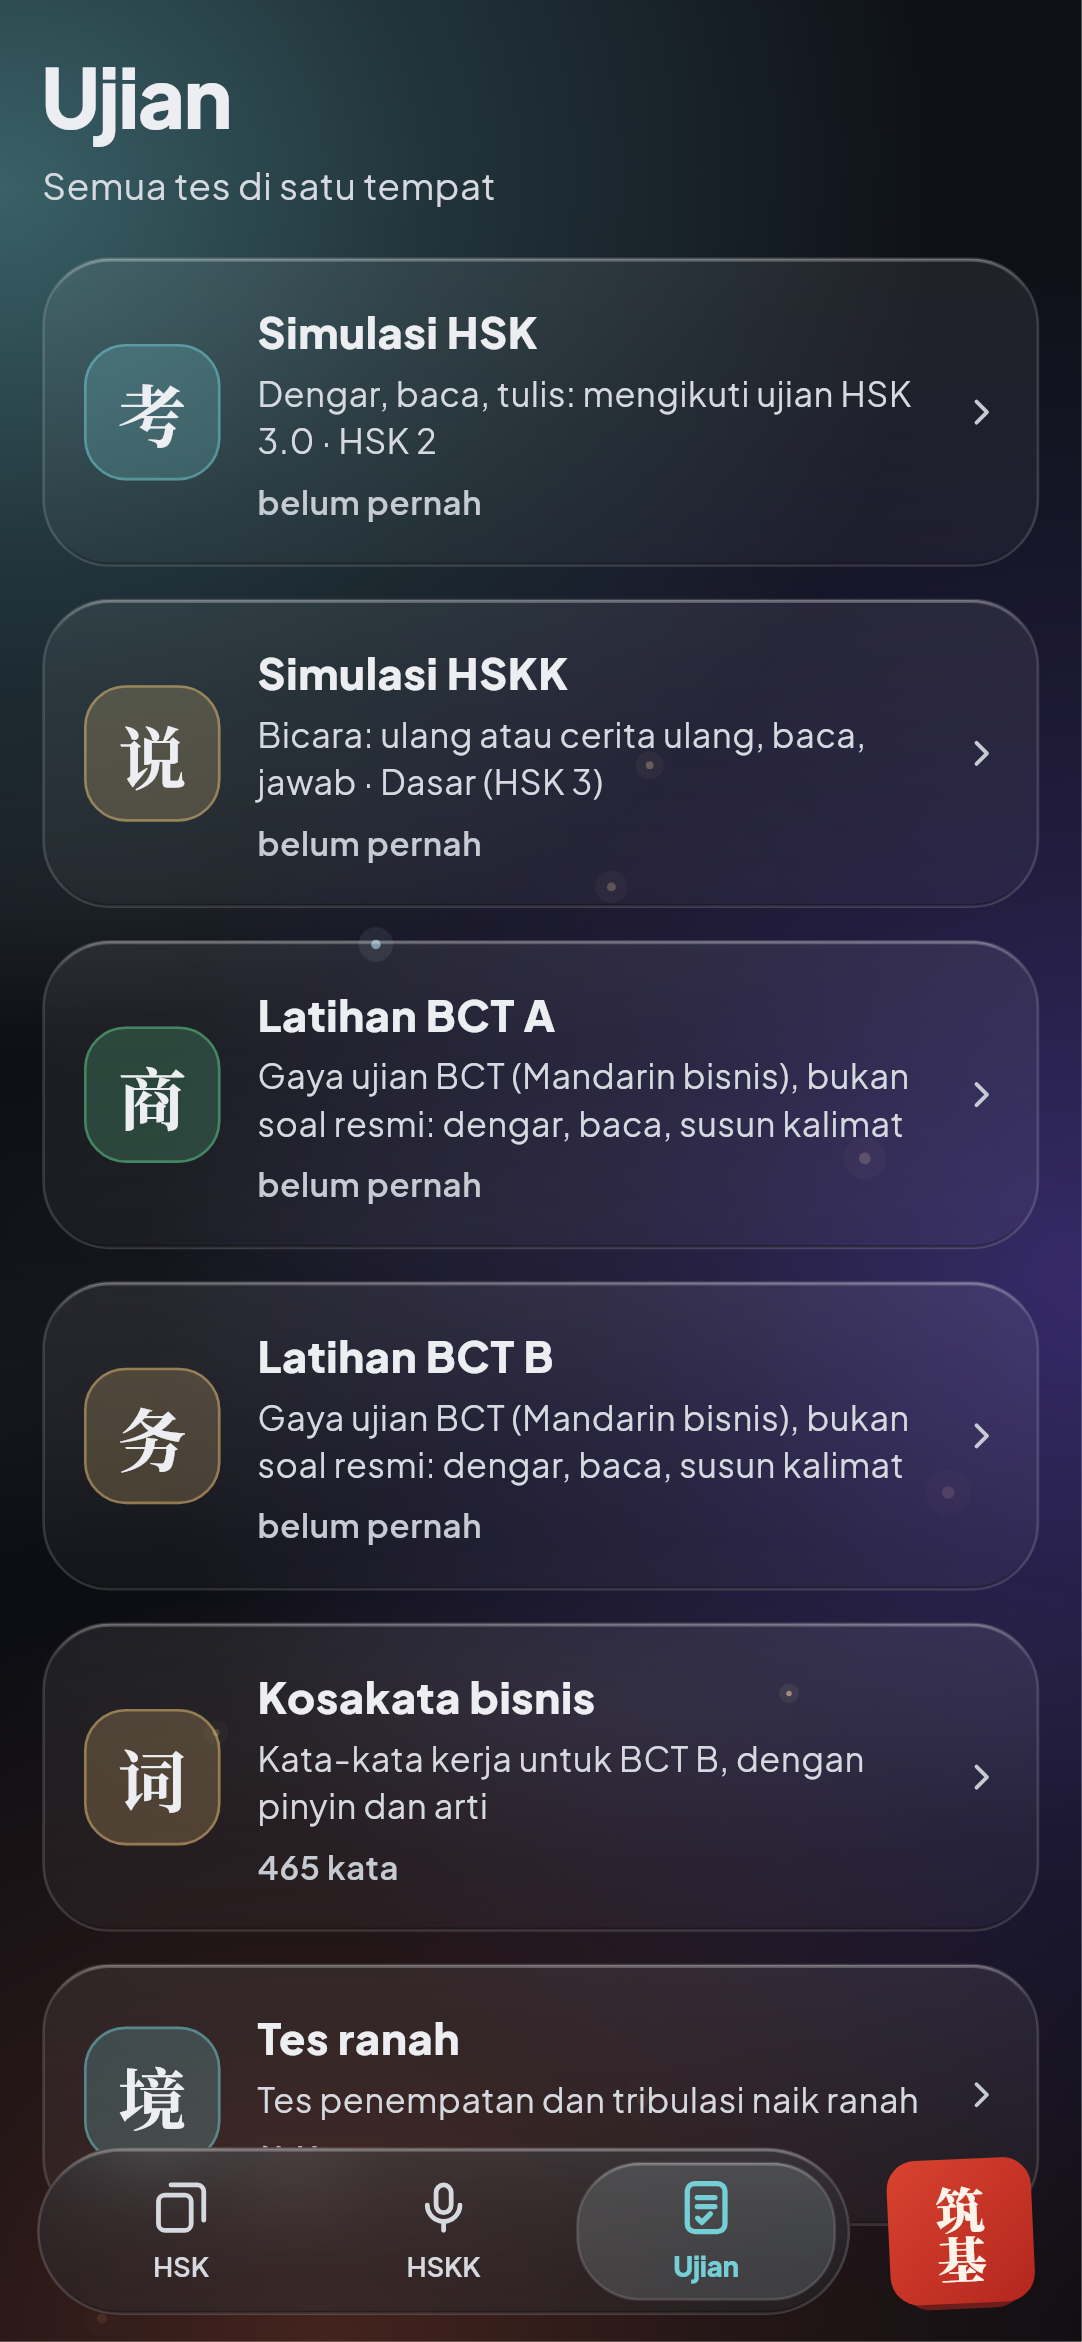 Ujian
Semua tes di satu tempat
考
Simulasi HSK
Dengar, baca, tulis: mengikuti ujian HSK
3.0 · HSK 2
belum pernah
说
Simulasi HSKK
Bicara: ulang atau cerita ulang, baca,
jawab · Dasar (HSK 3)
belum pernah
商
Latihan BCT A
Gaya ujian BCT (Mandarin bisnis), bukan
soal resmi: dengar, baca, susun kalimat
belum pernah
务
Latihan BCT B
Gaya ujian BCT (Mandarin bisnis), bukan
soal resmi: dengar, baca, susun kalimat
belum pernah
词
Kosakata bisnis
Kata-kata kerja untuk BCT B, dengan
pinyin dan arti
465 kata
境
Tes ranah
Tes penempatan dan tribulasi naik ranah
HSK
HSKK
Ujian
筑
基